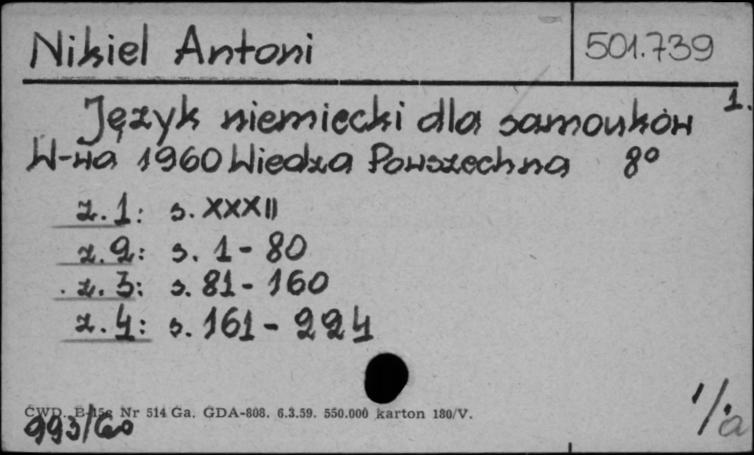 Nikiel Antoni 501.739
Język niemiecki dla samouków 1.
W-wa 1960 Wiedza Powszechna 8°
z. 1: s. XXXII
z. 2: s. 1-80
z. 3: s. 81-160
z. 4: s. 161-224
Nr 514 Ga. GDA-808. 6.3.59. 550.000 karton 180/V.
993/60